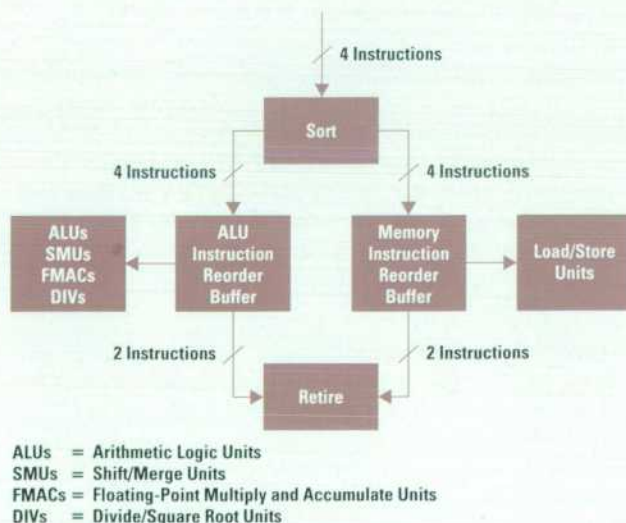 4 Instructions
Sort
4 Instructions
4 Instructions
ALUs
SMUs
FMACs
DIVs
ALU
Instruction
Reorder
Buffer
Memory
Instruction
Reorder
Buffer
Load/Store
Units
2 Instructions
2 Instructions
Retire
ALUs = Arithmetic Logic Units
SMUs = Shift/Merge Units
FMACs = Floating-Point Multiply and Accumulate Units
DIVs = Divide/Square Root Units